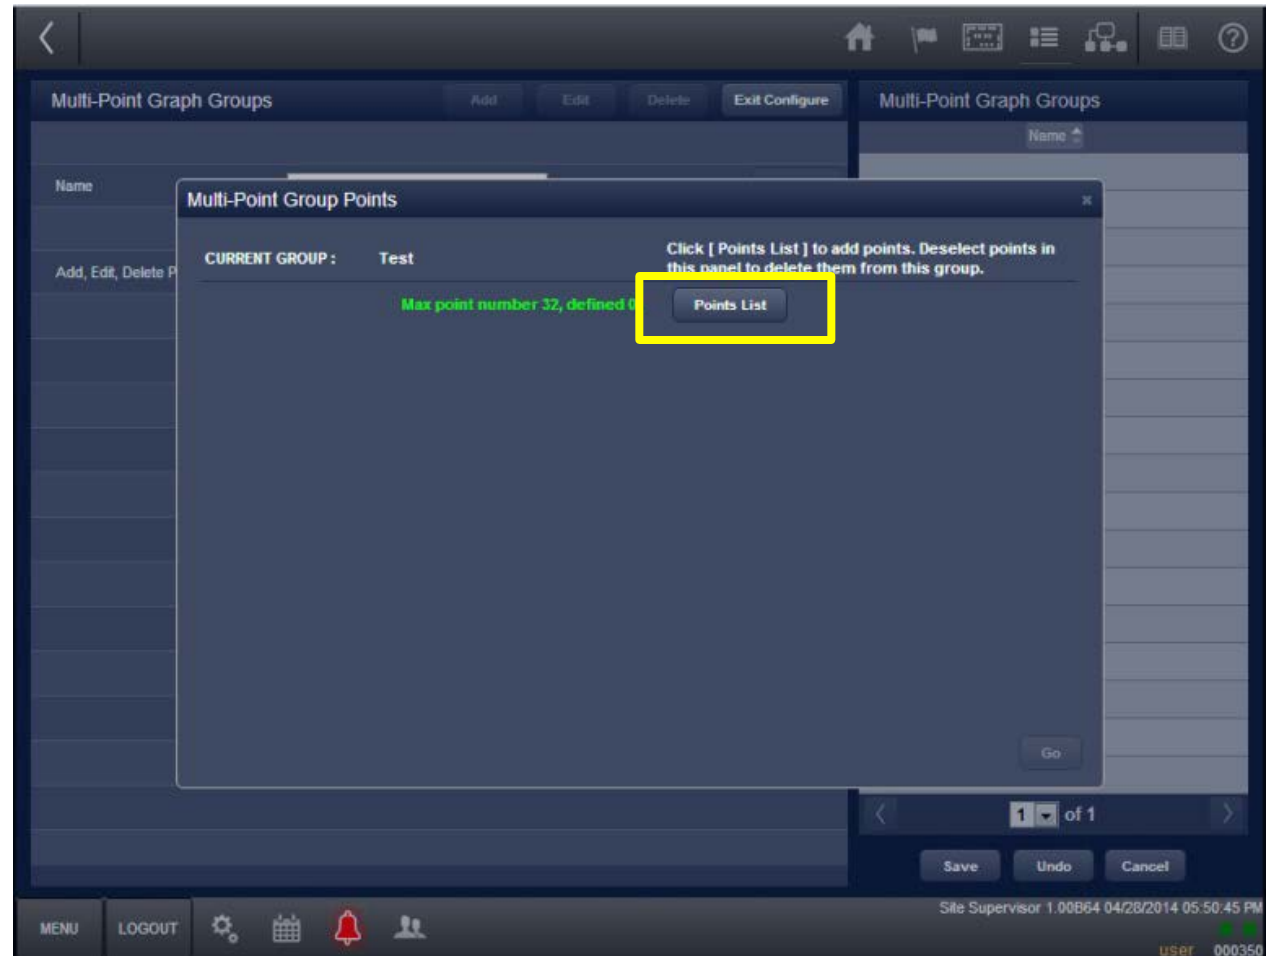 Multi-Point Graph Groups
Add Edit Delete Exit Configure
Multi-Point Graph Groups
Name
Name
Multi-Point Group Points
CURRENT GROUP : Test
Click [ Points List ] to add points. Deselect points in
this panel to delete them from this group.
Add, Edit, Delete P
Max point number 32, defined 0
Points List
Go
1 of 1
Save Undo Cancel
MENU LOGOUT
Site Supervisor 1.00B64 04/28/2014 05:50:45 PM
user 000350